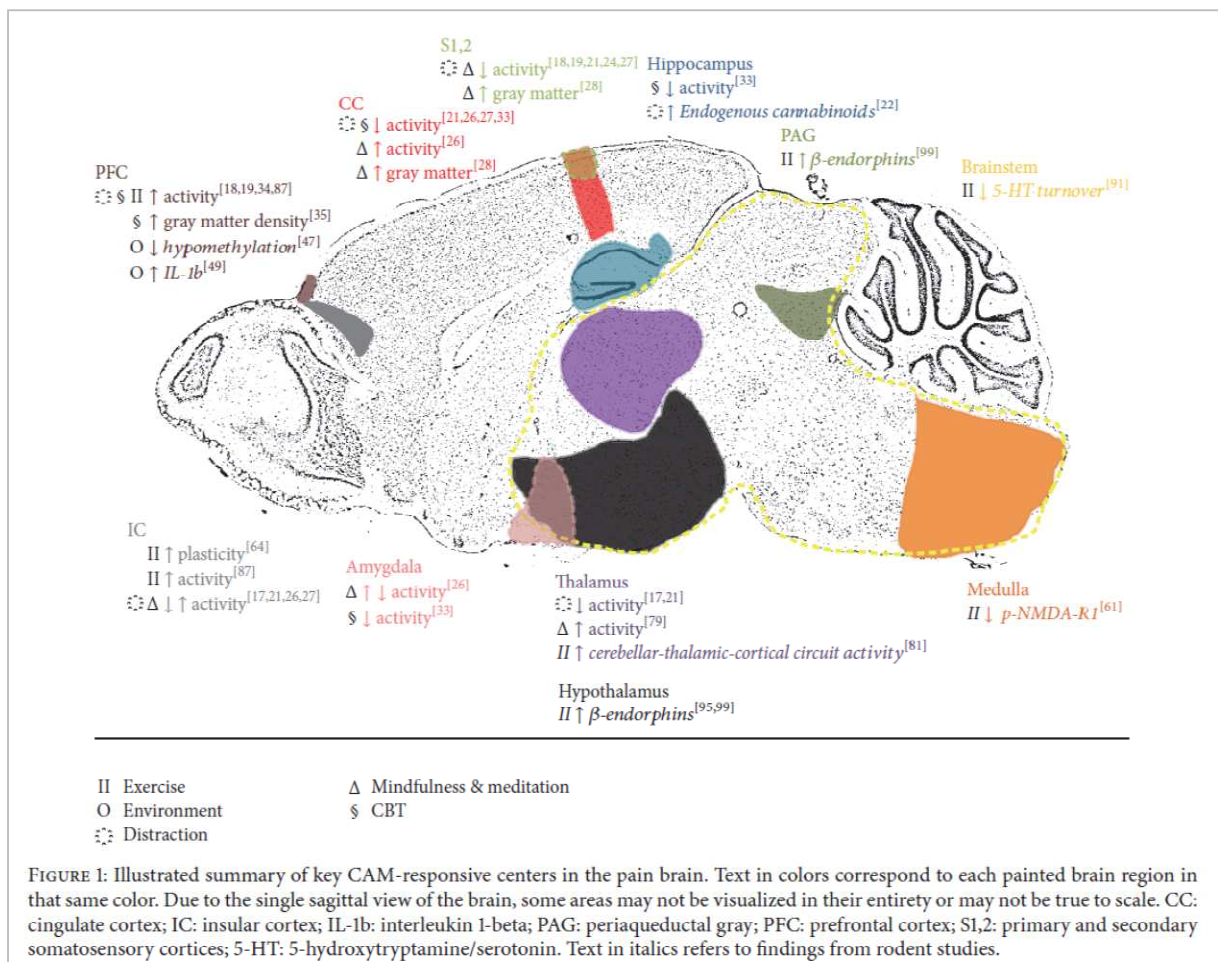 S1,2
◌ Δ ↓ activity[18,19,21,24,27]
Δ ↑ gray matter[28]
Hippocampus
§ ↓ activity[33]
◌ ↑ Endogenous cannabinoids[22]
CC
◌ § ↓ activity[21,26,27,33]
Δ ↑ activity[26]
Δ ↑ gray matter[28]
PAG
II ↑ β-endorphins[99]
Brainstem
II ↓ 5-HT turnover[91]
PFC
◌ § II ↑ activity[18,19,34,87]
§ ↑ gray matter density[35]
O ↓ hypomethylation[47]
O ↑ IL-1b[49]
IC
II ↑ plasticity[64]
II ↑ activity[87]
◌ Δ ↓ ↑ activity[17,21,26,27]
Amygdala
Δ ↑ ↓ activity[26]
§ ↓ activity[33]
Thalamus
◌ ↓ activity[17,21]
Δ ↑ activity[79]
II ↑ cerebellar-thalamic-cortical circuit activity[81]
Medulla
II ↓ p-NMDA-R1[61]
Hypothalamus
II ↑ β-endorphins[95,99]
II Exercise
O Environment
◌ Distraction
Δ Mindfulness & meditation
§ CBT
FIGURE 1: Illustrated summary of key CAM-responsive centers in the pain brain. Text in colors correspond to each painted brain region in
that same color. Due to the single sagittal view of the brain, some areas may not be visualized in their entirety or may not be true to scale. CC:
cingulate cortex; IC: insular cortex; IL-1b: interleukin 1-beta; PAG: periaqueductal gray; PFC: prefrontal cortex; S1,2: primary and secondary
somatosensory cortices; 5-HT: 5-hydroxytryptamine/serotonin. Text in italics refers to findings from rodent studies.